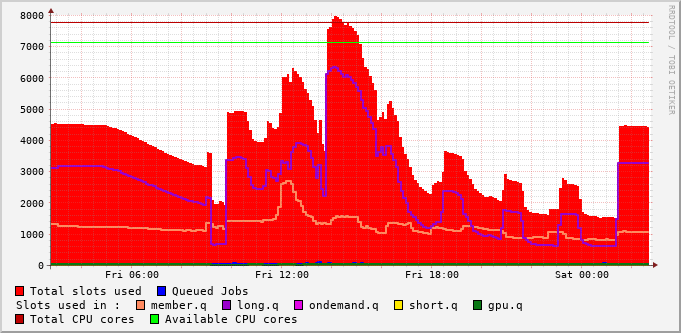 8000
7000
6000
5000
4000
3000
2000
1000
0
Fri 06:00 Fri 12:00 Fri 18:00 Sat 00:00
RRDTOOL / TOBI OETIKER
Total slots used Queued Jobs
Slots used in : member.q long.q ondemand.q short.q gpu.q
Total CPU cores Available CPU cores